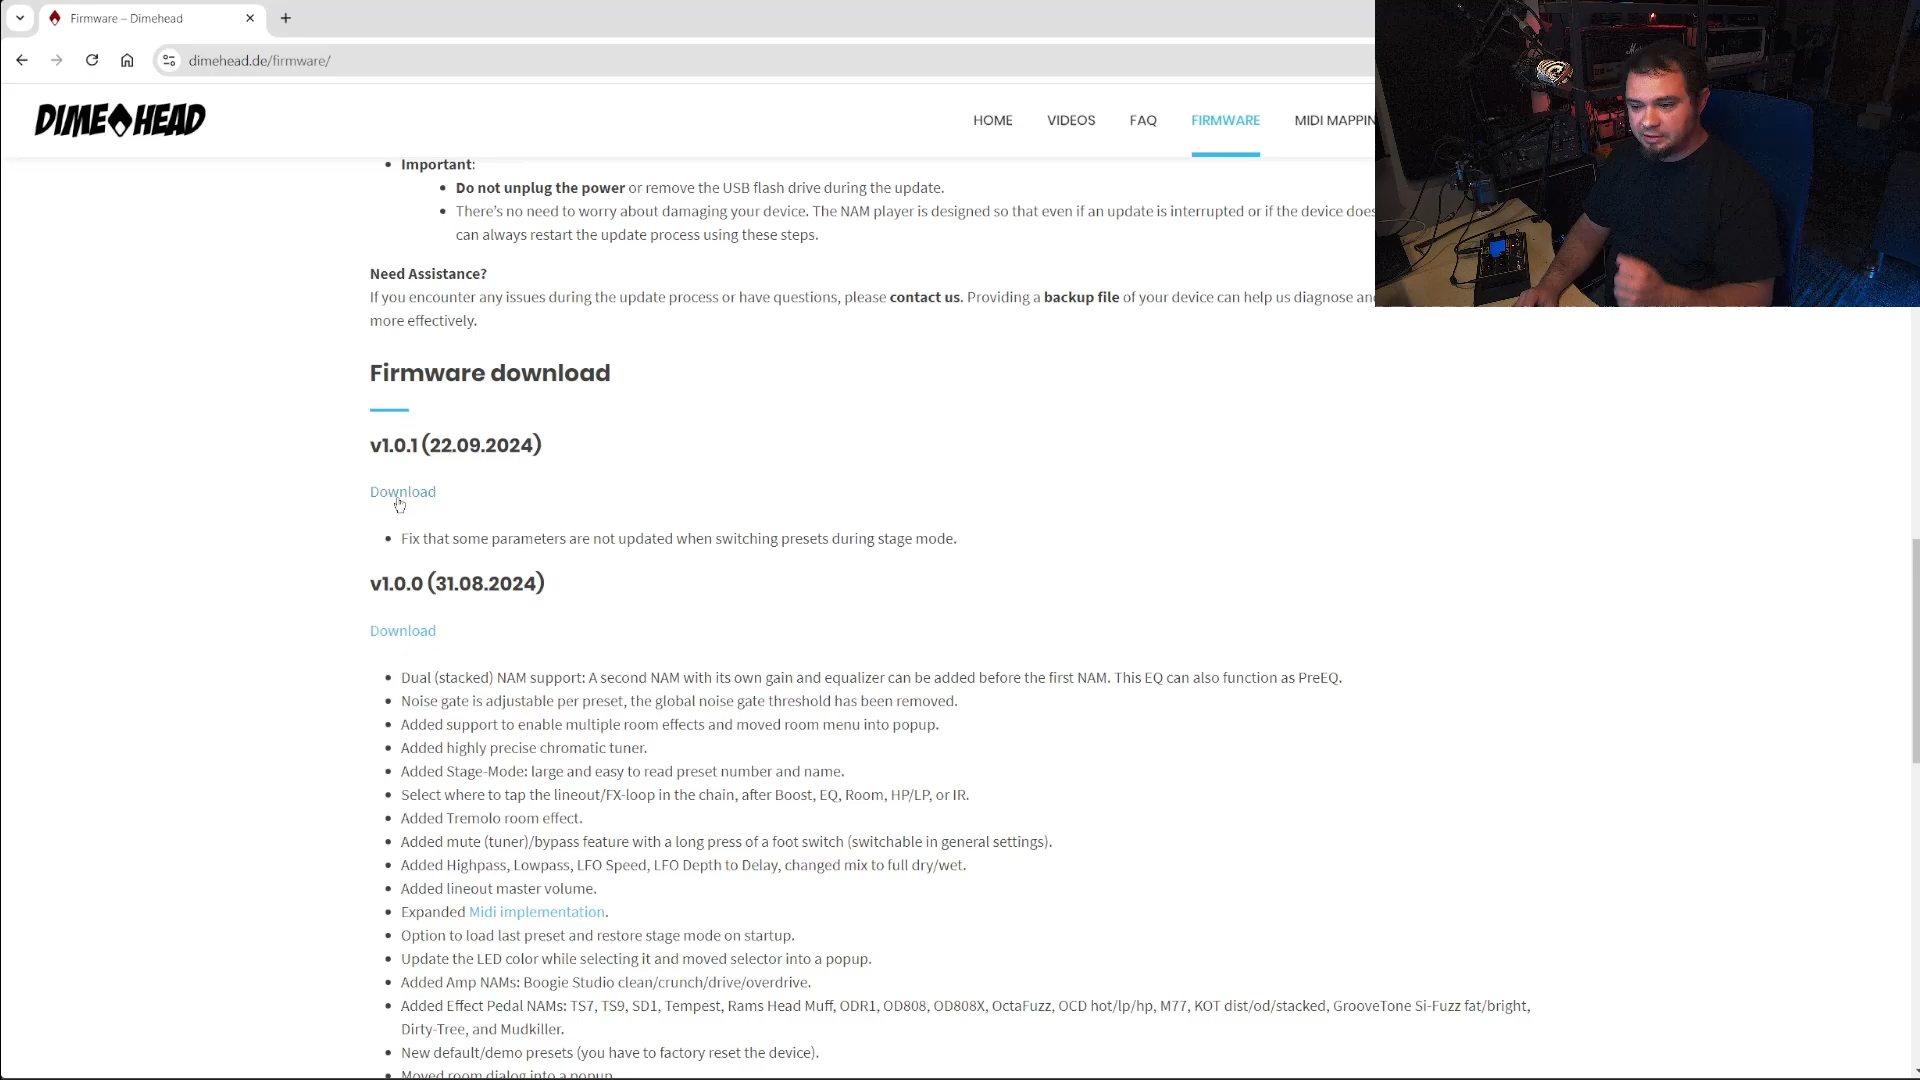 Firmware – Dimehead
dimehead.de/firmware/
DIME HEAD
HOME VIDEOS FAQ FIRMWARE MIDI MAPPIN
Important:
Do not unplug the power or remove the USB flash drive during the update.
There's no need to worry about damaging your device. The NAM player is designed so that even if an update is interrupted or if the device does
can always restart the update process using these steps.
Need Assistance?
If you encounter any issues during the update process or have questions, please contact us. Providing a backup file of your device can help us diagnose an
more effectively.
Firmware download
v1.0.1 (22.09.2024)
Download
Fix that some parameters are not updated when switching presets during stage mode.
v1.0.0 (31.08.2024)
Download
Dual (stacked) NAM support: A second NAM with its own gain and equalizer can be added before the first NAM. This EQ can also function as PreEQ.
Noise gate is adjustable per preset, the global noise gate threshold has been removed.
Added support to enable multiple room effects and moved room menu into popup.
Added highly precise chromatic tuner.
Added Stage-Mode: large and easy to read preset number and name.
Select where to tap the lineout/FX-loop in the chain, after Boost, EQ, Room, HP/LP, or IR.
Added Tremolo room effect.
Added mute (tuner)/bypass feature with a long press of a foot switch (switchable in general settings).
Added Highpass, Lowpass, LFO Speed, LFO Depth to Delay, changed mix to full dry/wet.
Added lineout master volume.
Expanded Midi implementation.
Option to load last preset and restore stage mode on startup.
Update the LED color while selecting it and moved selector into a popup.
Added Amp NAMs: Boogie Studio clean/crunch/drive/overdrive.
Added Effect Pedal NAMs: TS7, TS9, SD1, Tempest, Rams Head Muff, ODR1, OD808, OD808X, OctaFuzz, OCD hot/lp/hp, M77, KOT dist/od/stacked, GrooveTone Si-Fuzz fat/bright,
Dirty-Tree, and Mudkiller.
New default/demo presets (you have to factory reset the device).
Moved room dialog into a popup.